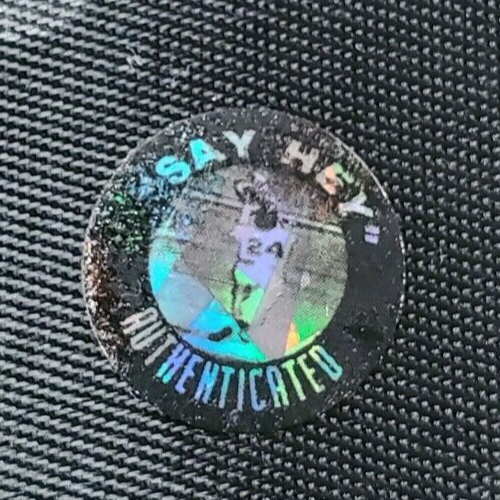 "SAY HEY"
24
AUTHENTICATED